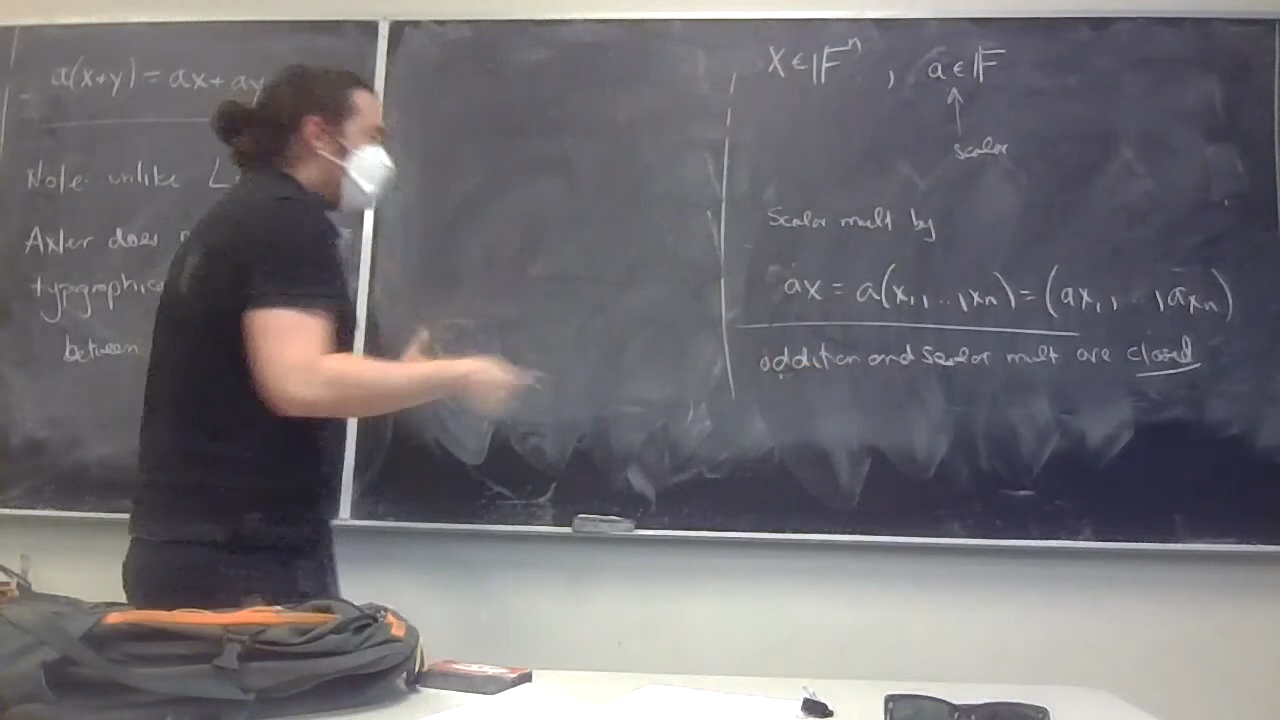 a(x+y) = ax + ay
Note: unlike
Axler does
typographic
between
X ∈ 𝔽ⁿ , a ∈ 𝔽
↑
scalar
Scalar mult by
ax = a(x₁, ..., xₙ) = (ax₁, ..., axₙ)
addition and scalar mult are closed